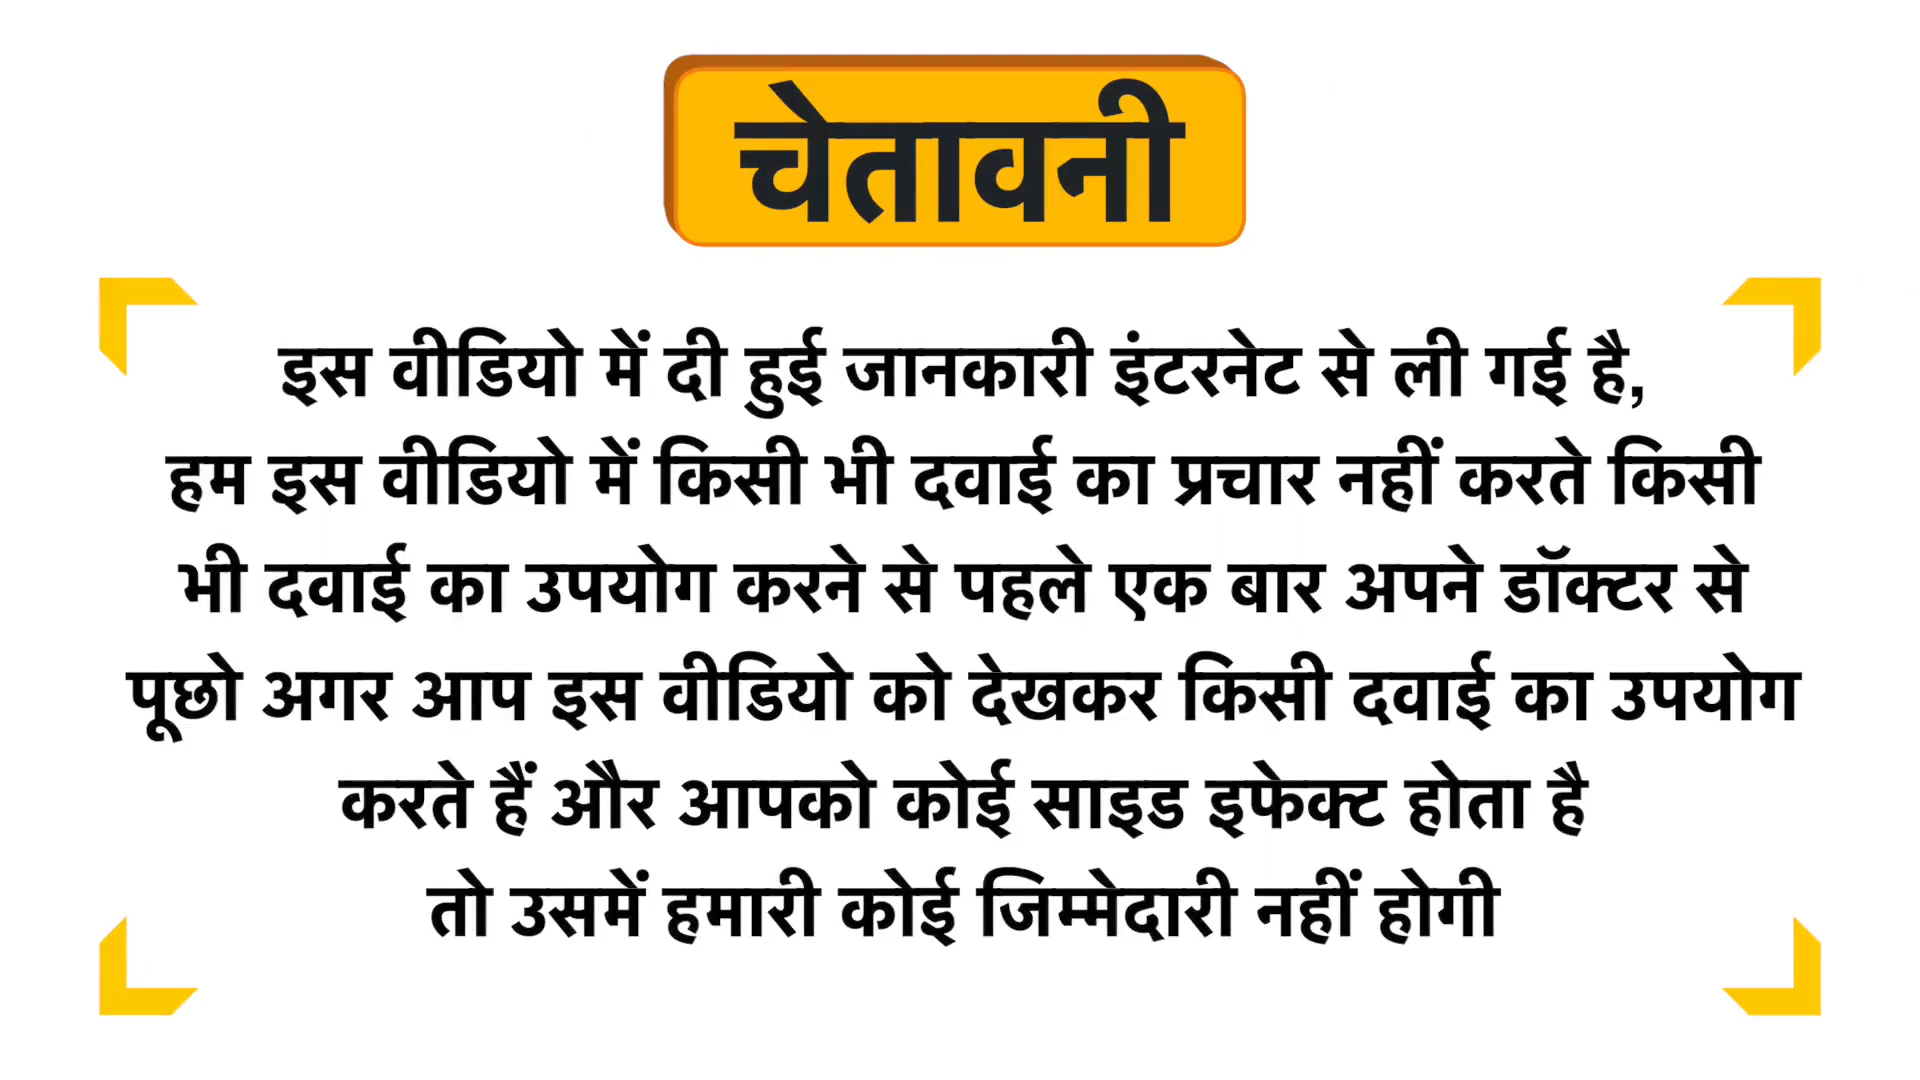 चेतावनी
इस वीडियो में दी हुई जानकारी इंटरनेट से ली गई है,
हम इस वीडियो में किसी भी दवाई का प्रचार नहीं करते किसी
भी दवाई का उपयोग करने से पहले एक बार अपने डॉक्टर से
पूछो अगर आप इस वीडियो को देखकर किसी दवाई का उपयोग
करते हैं और आपको कोई साइड इफेक्ट होता है
तो उसमें हमारी कोई जिम्मेदारी नहीं होगी